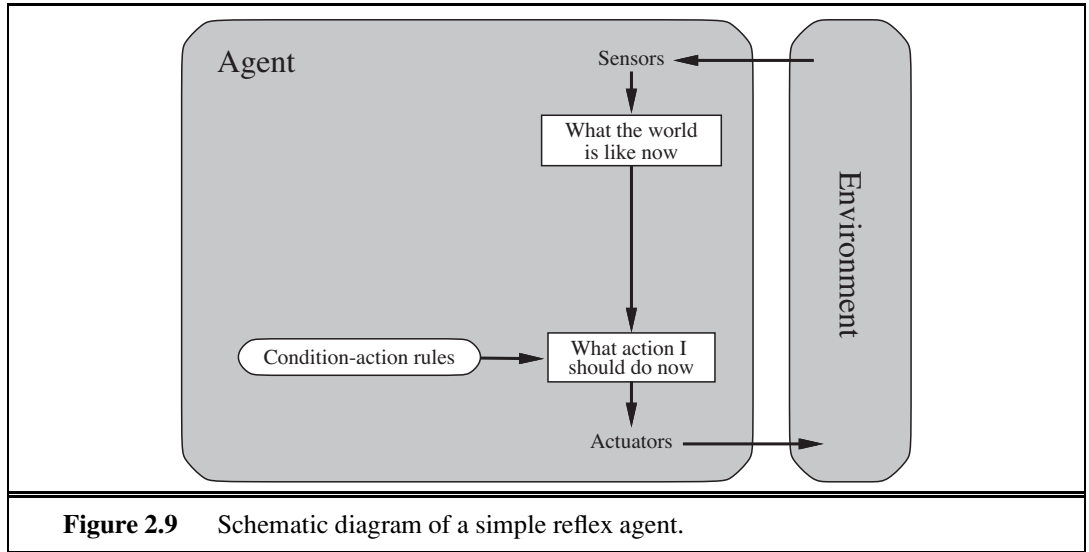 Agent
Sensors
What the world
is like now
Environment
Condition-action rules
What action I
should do now
Actuators
Figure 2.9 Schematic diagram of a simple reflex agent.